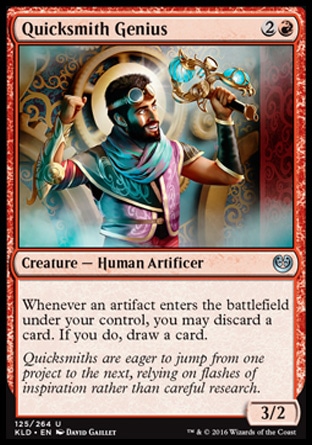 Quicksmith Genius 2
Creature — Human Artificer
Whenever an artifact enters the battlefield
under your control, you may discard a
card. If you do, draw a card.
Quicksmiths are eager to jump from one
project to the next, relying on flashes of
inspiration rather than careful research.
3/2
125/264 U
KLD • EN DAVID GAILLET
™ & © 2016 Wizards of the Coast